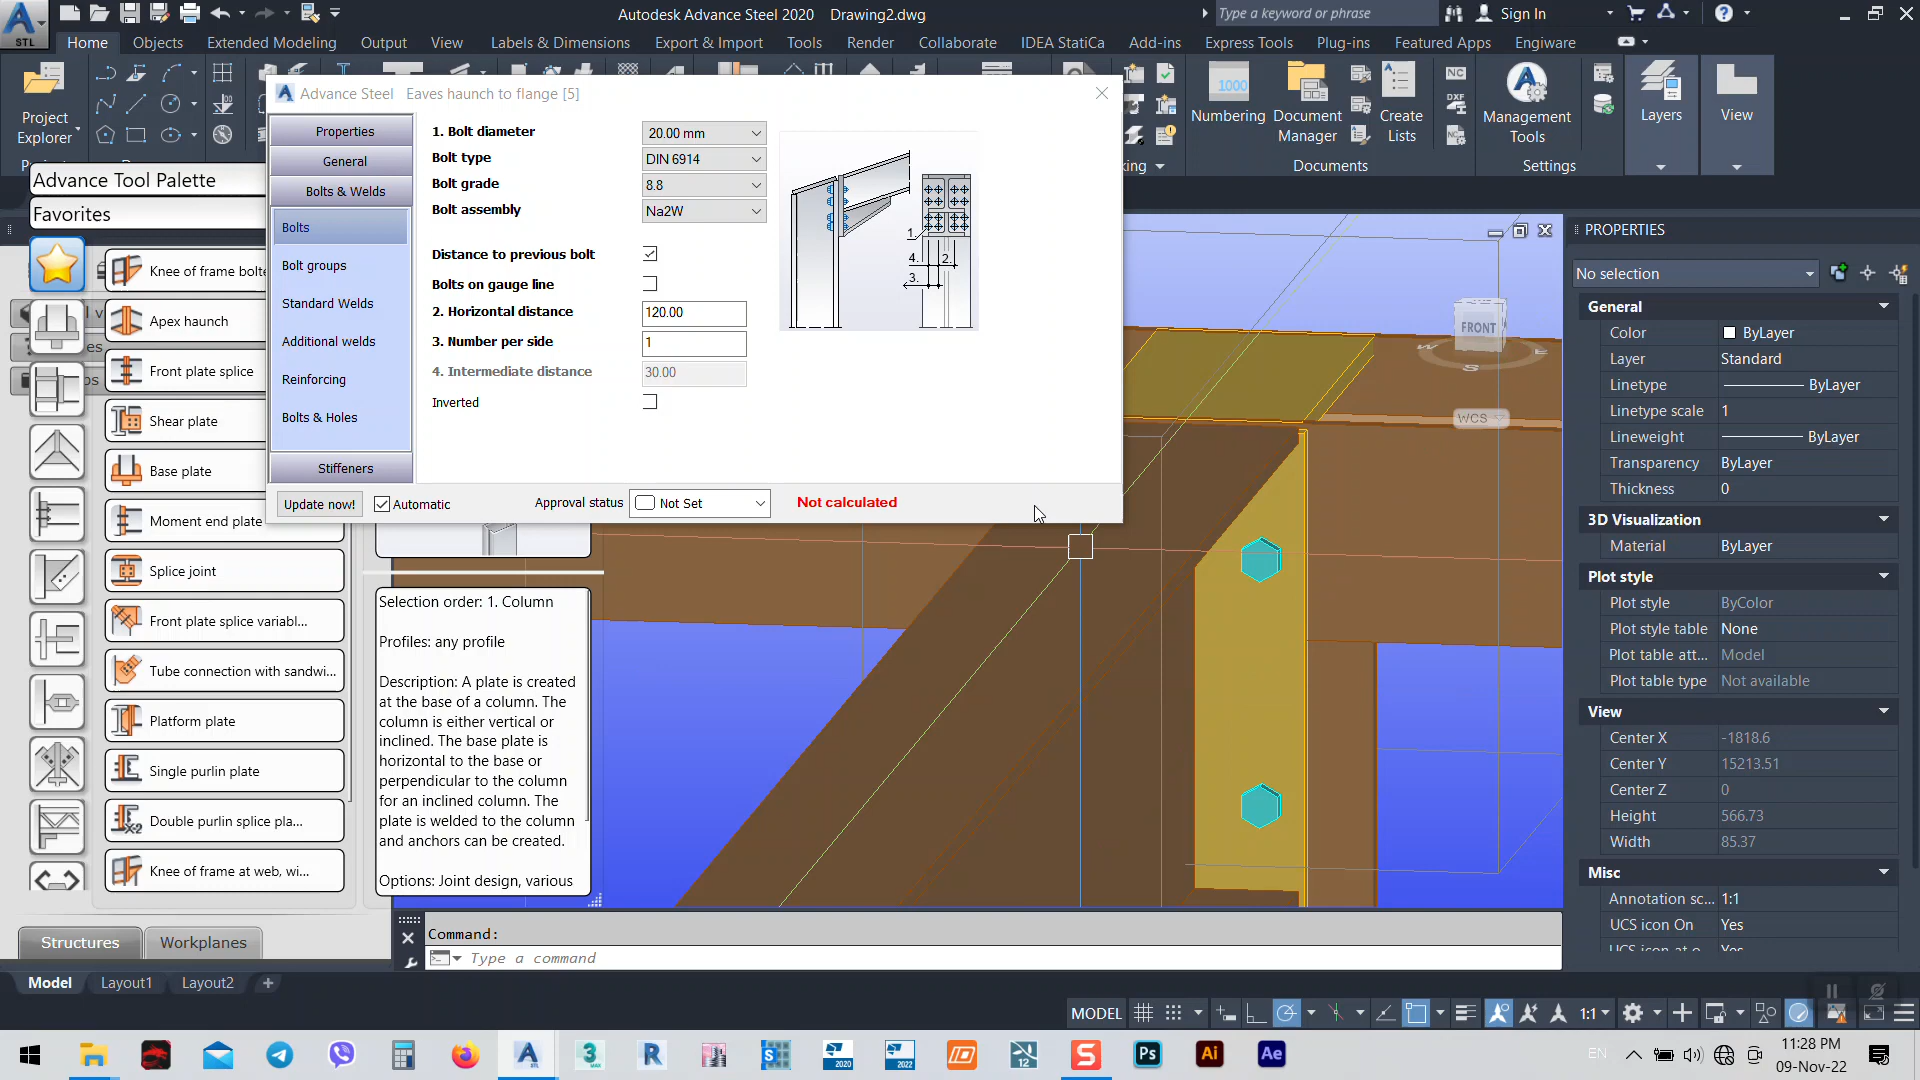 Autodesk Advance Steel 2020 Drawing2.dwg
Type a keyword or phrase
Sign In
STL
Home
Objects
Extended Modeling
Output
View
Labels & Dimensions
Export & Import
Tools
Render
Collaborate
IDEA StatiCa
Add-ins
Express Tools
Plug-ins
Featured Apps
Engiware
Project
Explorer
Numbering
Document
Manager
Create
Lists
Management
Tools
Layers
View
Documents
Settings
Advance Steel Eaves haunch to flange [5]
Properties
General
Bolts & Welds
Bolts
Bolt groups
Standard Welds
Additional welds
Reinforcing
Bolts & Holes
Stiffeners
1. Bolt diameter 20.00 mm
Bolt type DIN 6914
Bolt grade 8.8
Bolt assembly Na2W
Distance to previous bolt
Bolts on gauge line
2. Horizontal distance 120.00
3. Number per side 1
4. Intermediate distance 30.00
Inverted
1.
4. 2.
3.
Update now!
Automatic
Approval status Not Set
Not calculated
Advance Tool Palette
Favorites
Knee of frame bolte
Apex haunch
Front plate splice
Shear plate
Base plate
Moment end plate
Splice joint
Front plate splice variabl...
Tube connection with sandwi...
Platform plate
Single purlin plate
Double purlin splice pla...
Knee of frame at web, wi...
Structures
Workplanes
Selection order: 1. Column
Profiles: any profile
Description: A plate is created
at the base of a column. The
column is either vertical or
inclined. The base plate is
horizontal to the base or
perpendicular to the column
for an inclined column. The
plate is welded to the column
and anchors can be created.
Options: Joint design, various
FRONT
W
E
S
WCS
PROPERTIES
No selection
General
Color ByLayer
Layer Standard
Linetype ByLayer
Linetype scale 1
Lineweight ByLayer
Transparency ByLayer
Thickness 0
3D Visualization
Material ByLayer
Plot style
Plot style ByColor
Plot style table None
Plot table att... Model
Plot table type Not available
View
Center X -1818.6
Center Y 15213.51
Center Z 0
Height 566.73
Width 85.37
Misc
Annotation sc... 1:1
UCS icon On Yes
UCS icon at o... Yes
Command:
Type a command
Model
Layout1
Layout2
MODEL
1:1
EN
11:28 PM
09-Nov-22